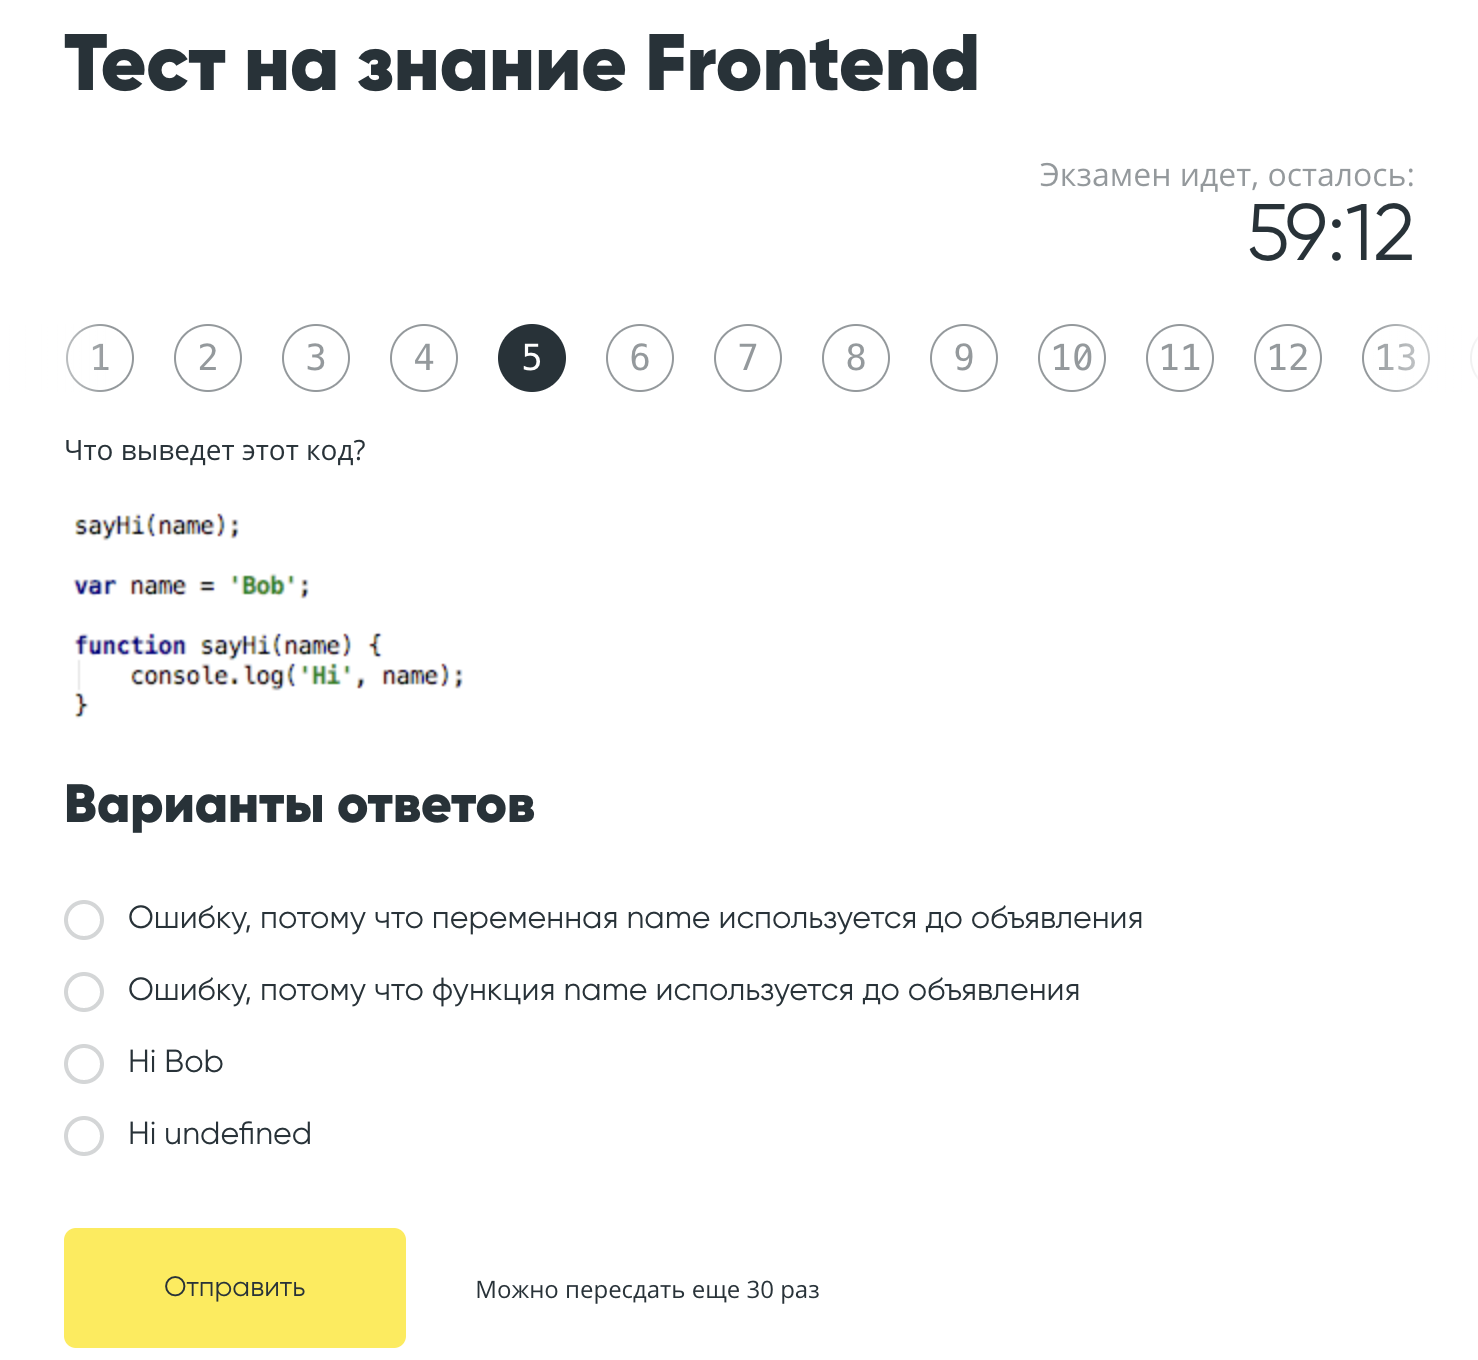 Тест на знание Frontend
Экзамен идет, осталось:
59:12
1 2 3 4 5 6 7 8 9 10 11 12 13
Что выведет этот код?
sayHi(name);
var name = 'Bob';
function sayHi(name) {
    console.log('Hi', name);
}
Варианты ответов
Ошибку, потому что переменная name используется до объявления
Ошибку, потому что функция name используется до объявления
Hi Bob
Hi undefined
Отправить
Можно пересдать еще 30 раз